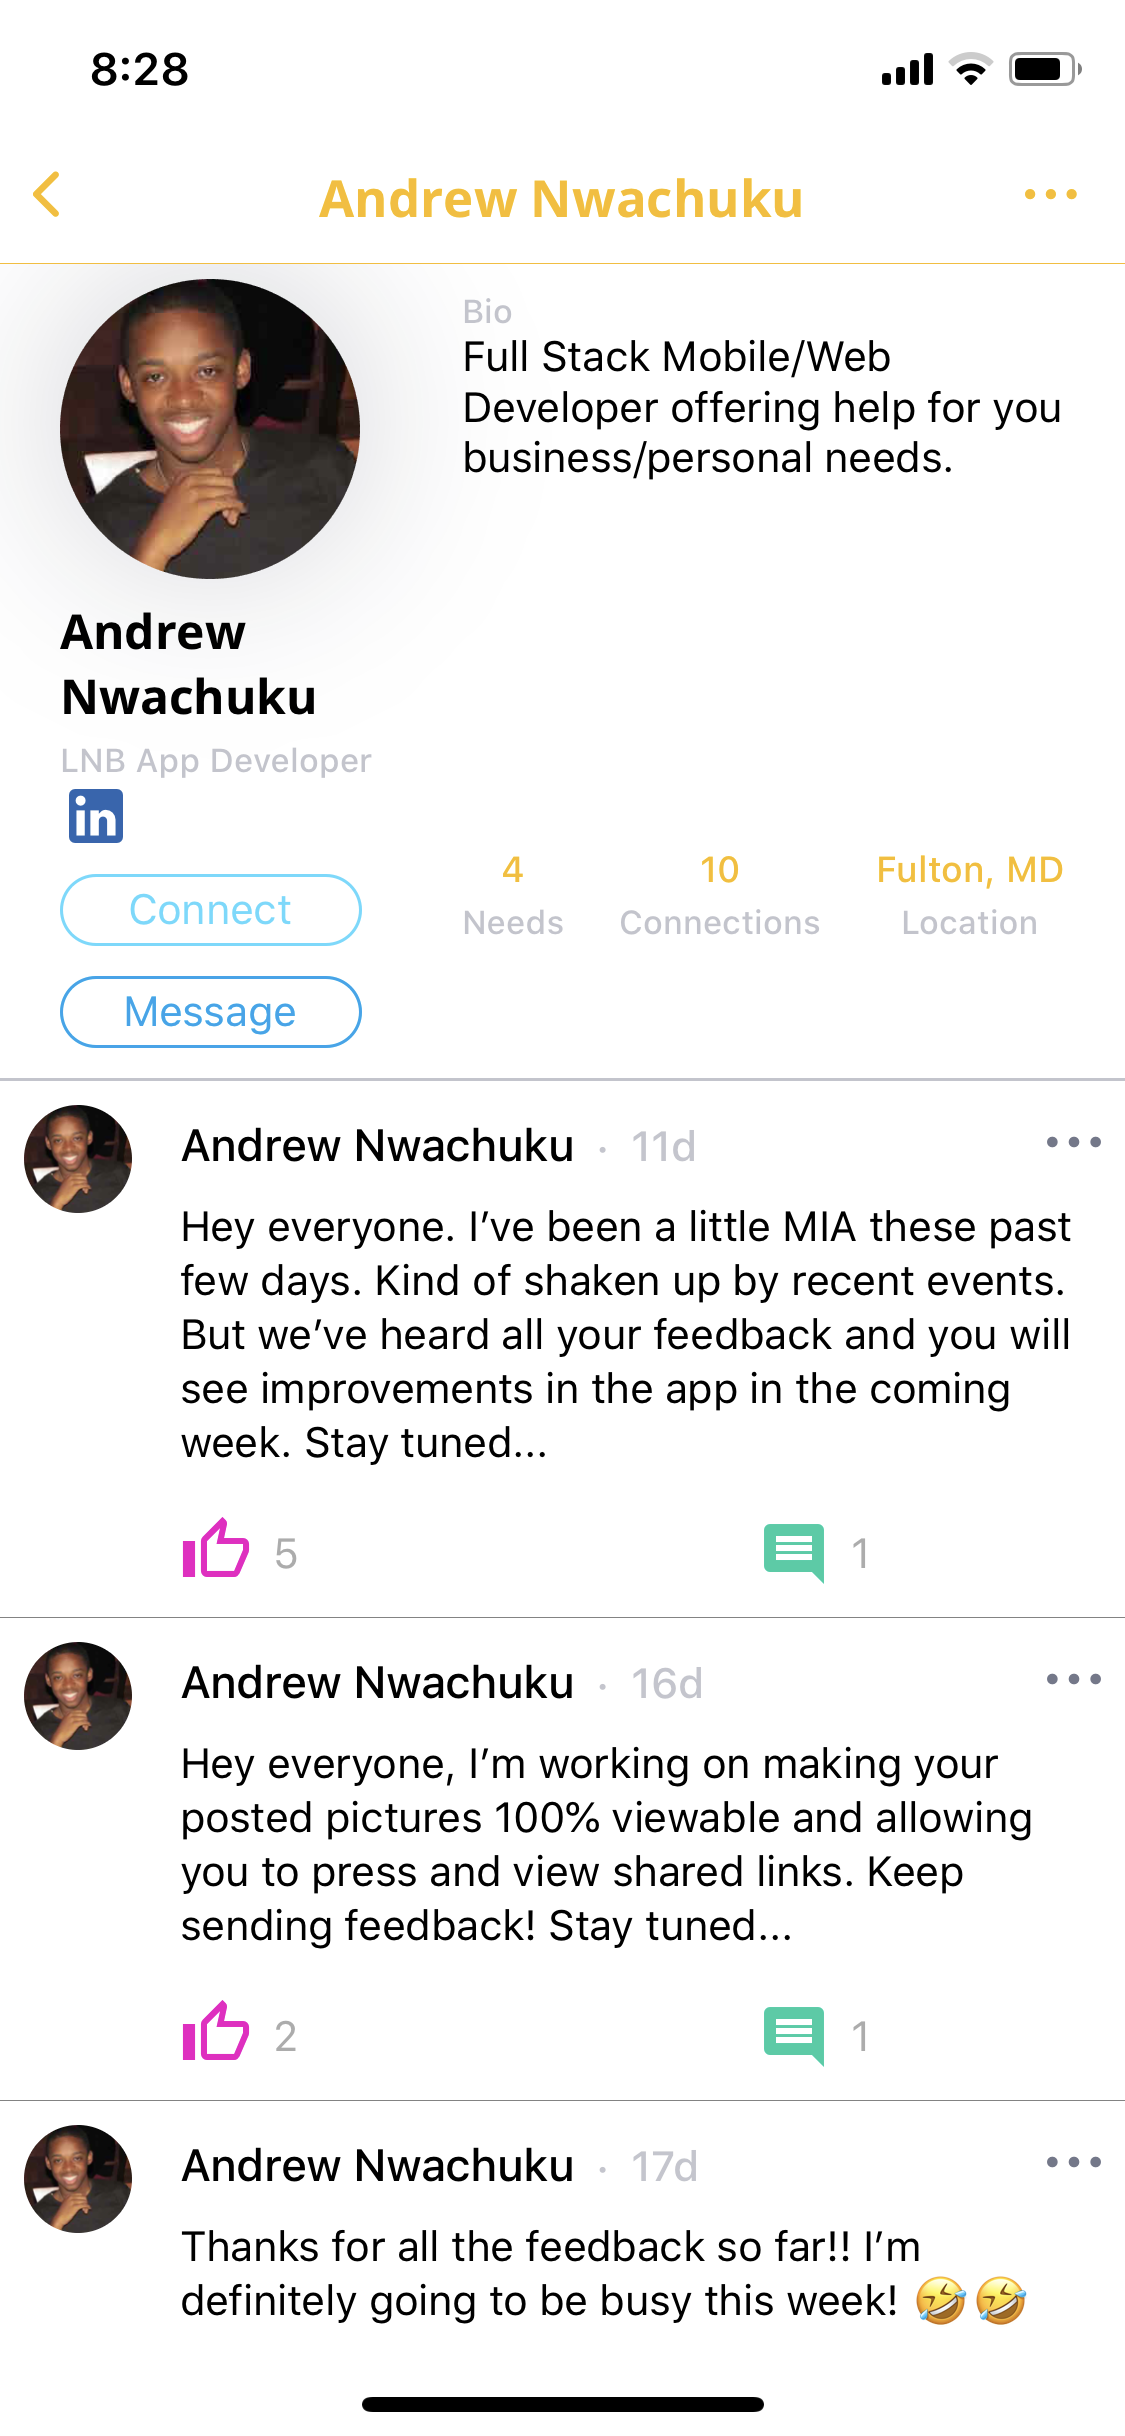 8:28
Andrew Nwachuku
Bio
Full Stack Mobile/Web
Developer offering help for you
business/personal needs.
Andrew
Nwachuku
LNB App Developer
in
Connect
Message
4
Needs
10
Connections
Fulton, MD
Location
Andrew Nwachuku · 11d
Hey everyone. I’ve been a little MIA these past
few days. Kind of shaken up by recent events.
But we’ve heard all your feedback and you will
see improvements in the app in the coming
week. Stay tuned...
5
1
Andrew Nwachuku · 16d
Hey everyone, I’m working on making your
posted pictures 100% viewable and allowing
you to press and view shared links. Keep
sending feedback! Stay tuned...
2
1
Andrew Nwachuku · 17d
Thanks for all the feedback so far!! I’m
definitely going to be busy this week! 🤣🤣